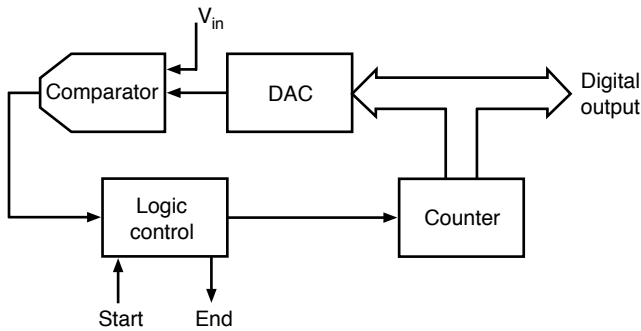 V_in
Comparator
DAC
Digital
output
Logic
control
Counter
Start
End